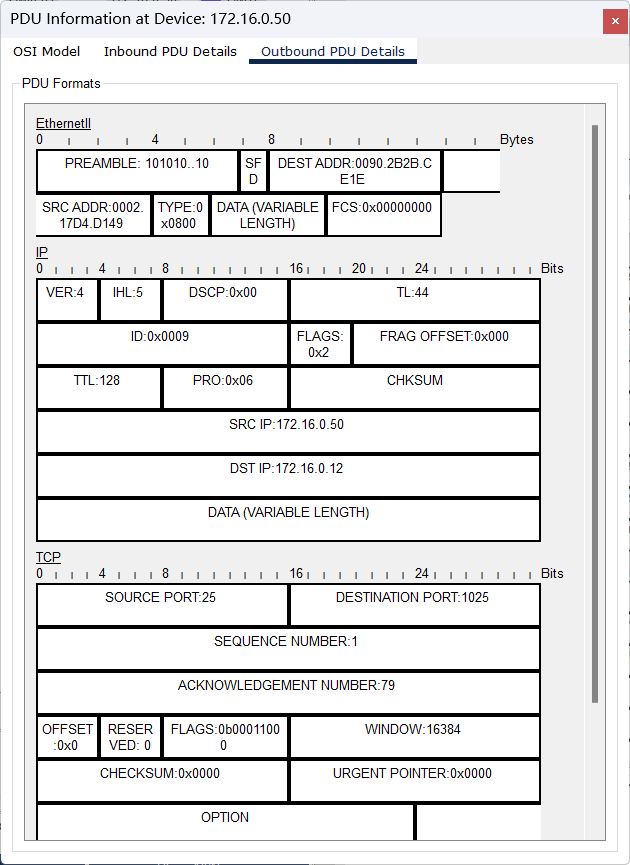 PDU Information at Device: 172.16.0.50
×
OSI Model Inbound PDU Details Outbound PDU Details
PDU Formats
EthernetII
0 4 8 Bytes
PREAMBLE: 101010..10 SF D DEST ADDR:0090.2B2B.C E1E
SRC ADDR:0002. 17D4.D149 TYPE:0 x0800 DATA (VARIABLE LENGTH) FCS:0x00000000
IP
0 4 8 16 20 24 Bits
VER:4 IHL:5 DSCP:0x00 TL:44
ID:0x0009 FLAGS: 0x2 FRAG OFFSET:0x000
TTL:128 PRO:0x06 CHKSUM
SRC IP:172.16.0.50
DST IP:172.16.0.12
DATA (VARIABLE LENGTH)
TCP
0 4 8 16 24 Bits
SOURCE PORT:25 DESTINATION PORT:1025
SEQUENCE NUMBER:1
ACKNOWLEDGEMENT NUMBER:79
OFFSET :0x0 RESER VED: 0 FLAGS:0b0001100 0 WINDOW:16384
CHECKSUM:0x0000 URGENT POINTER:0x0000
OPTION